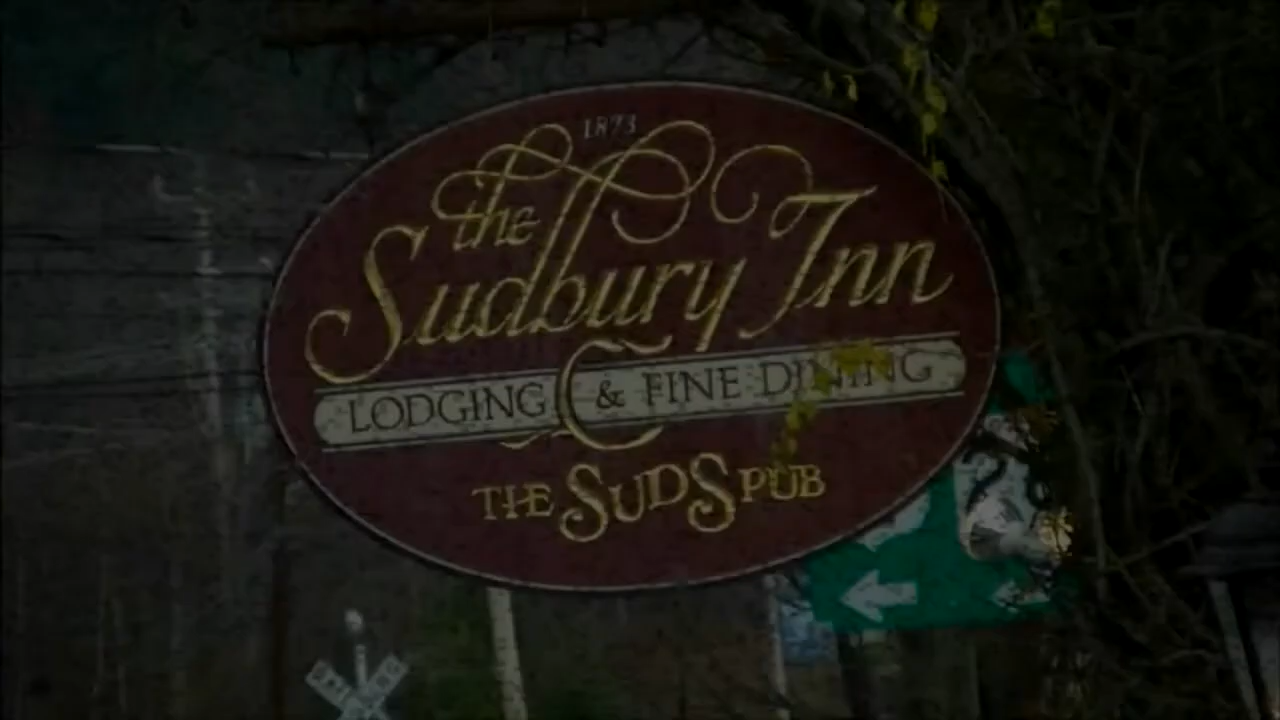 1873
the
Sudbury Inn
LODGING & FINE DINING
THE SUDS PUB